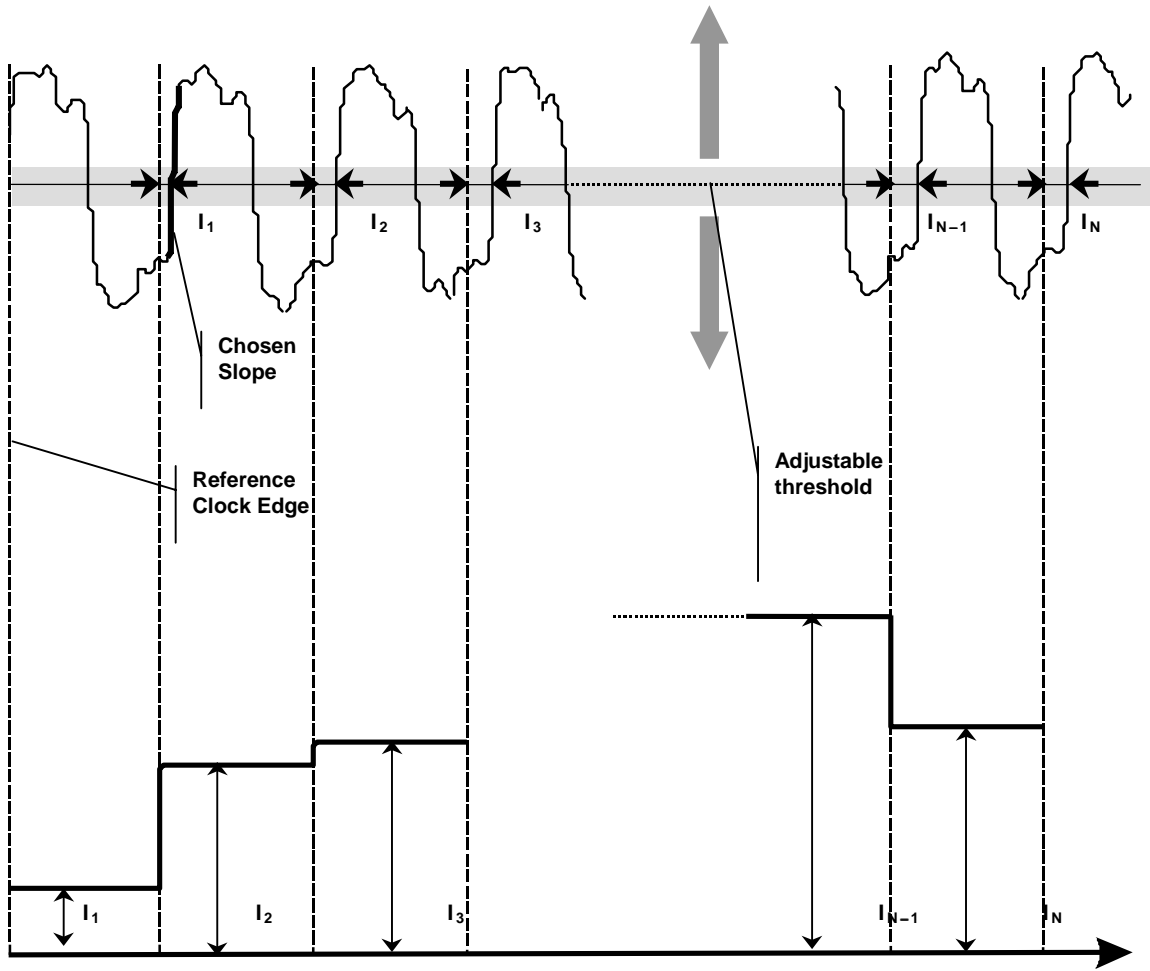 I1 I2 I3 IN–1 IN
Chosen
Slope
Reference
Clock Edge
Adjustable
threshold
I1 I2 I3 IN–1 IN